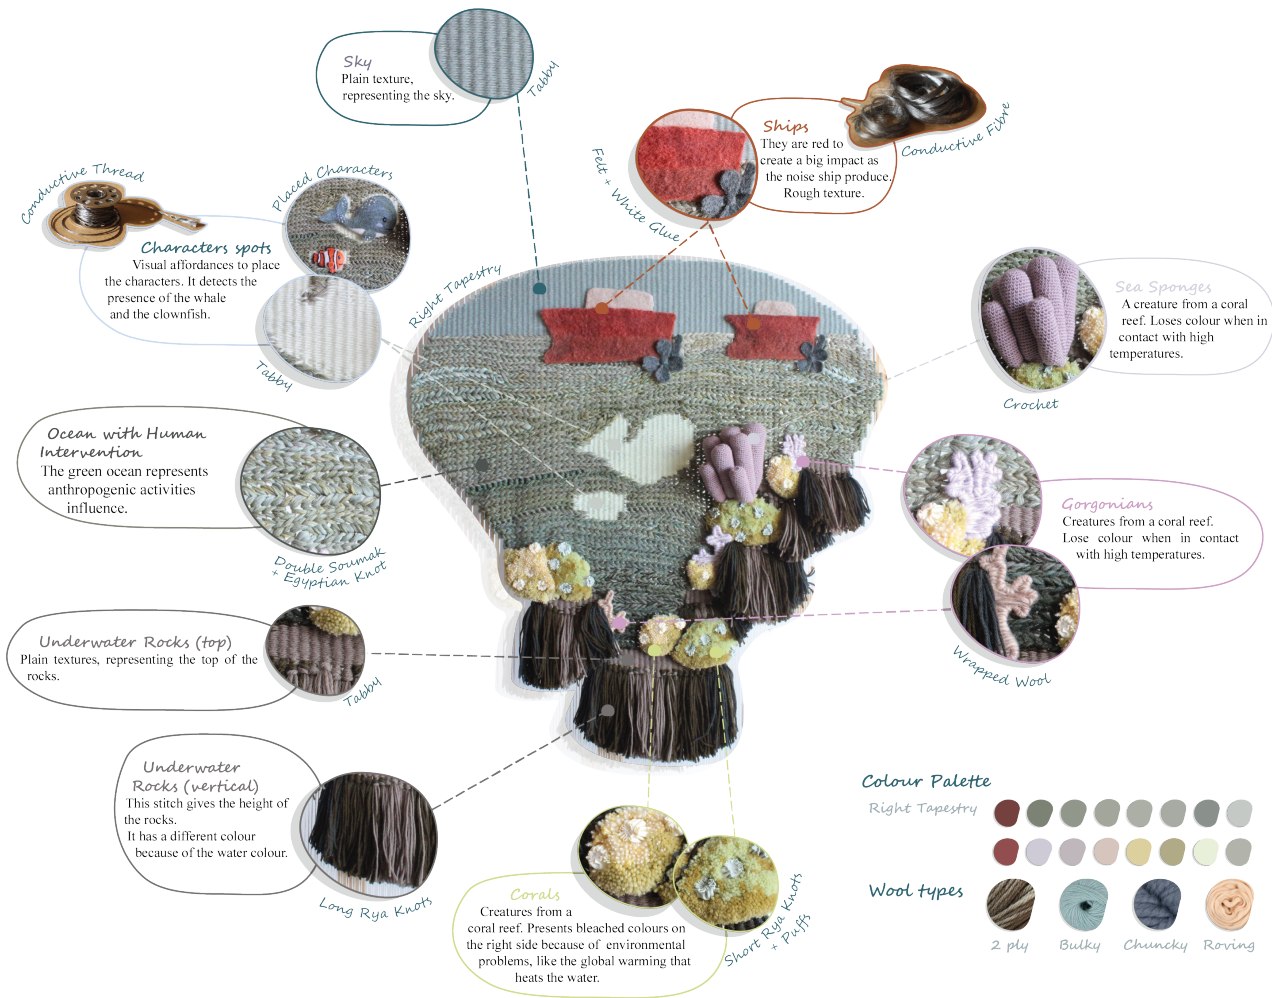 Sky
Plain texture,
representing the sky.
Tabby
Ships
They are red to
create a big impact as
the noise ship produce.
Rough texture.
Conductive Fibre
Felt + White Glue
Conductive Thread
Placed Characters
Characters spots
Visual affordances to place
the characters. It detects the
presence of the whale
and the clownfish.
Tabby
Right Tapestry
Sea Sponges
A creature from a coral
reef. Loses colour when in
contact with high
temperatures.
Crochet
Ocean with Human
Intervention
The green ocean represents
anthropogenic activities
influence.
Double Soumak
+ Egyptian Knot
Gorgonians
Creatures from a coral reef.
Lose colour when in contact
with high temperatures.
Wrapped Wool
Underwater Rocks (top)
Plain textures, representing the top of the
rocks.
Tabby
Underwater
Rocks (vertical)
This stitch gives the height of
the rocks.
It has a different colour
because of the water colour.
Long Rya Knots
Corals
Creatures from a
coral reef. Presents bleached colours on
the right side because of environmental
problems, like the global warming that
heats the water.
Short Rya Knots
+ Puffs
Colour Palette
Right Tapestry
Wool types
2 ply
Bulky
Chuncky
Roving